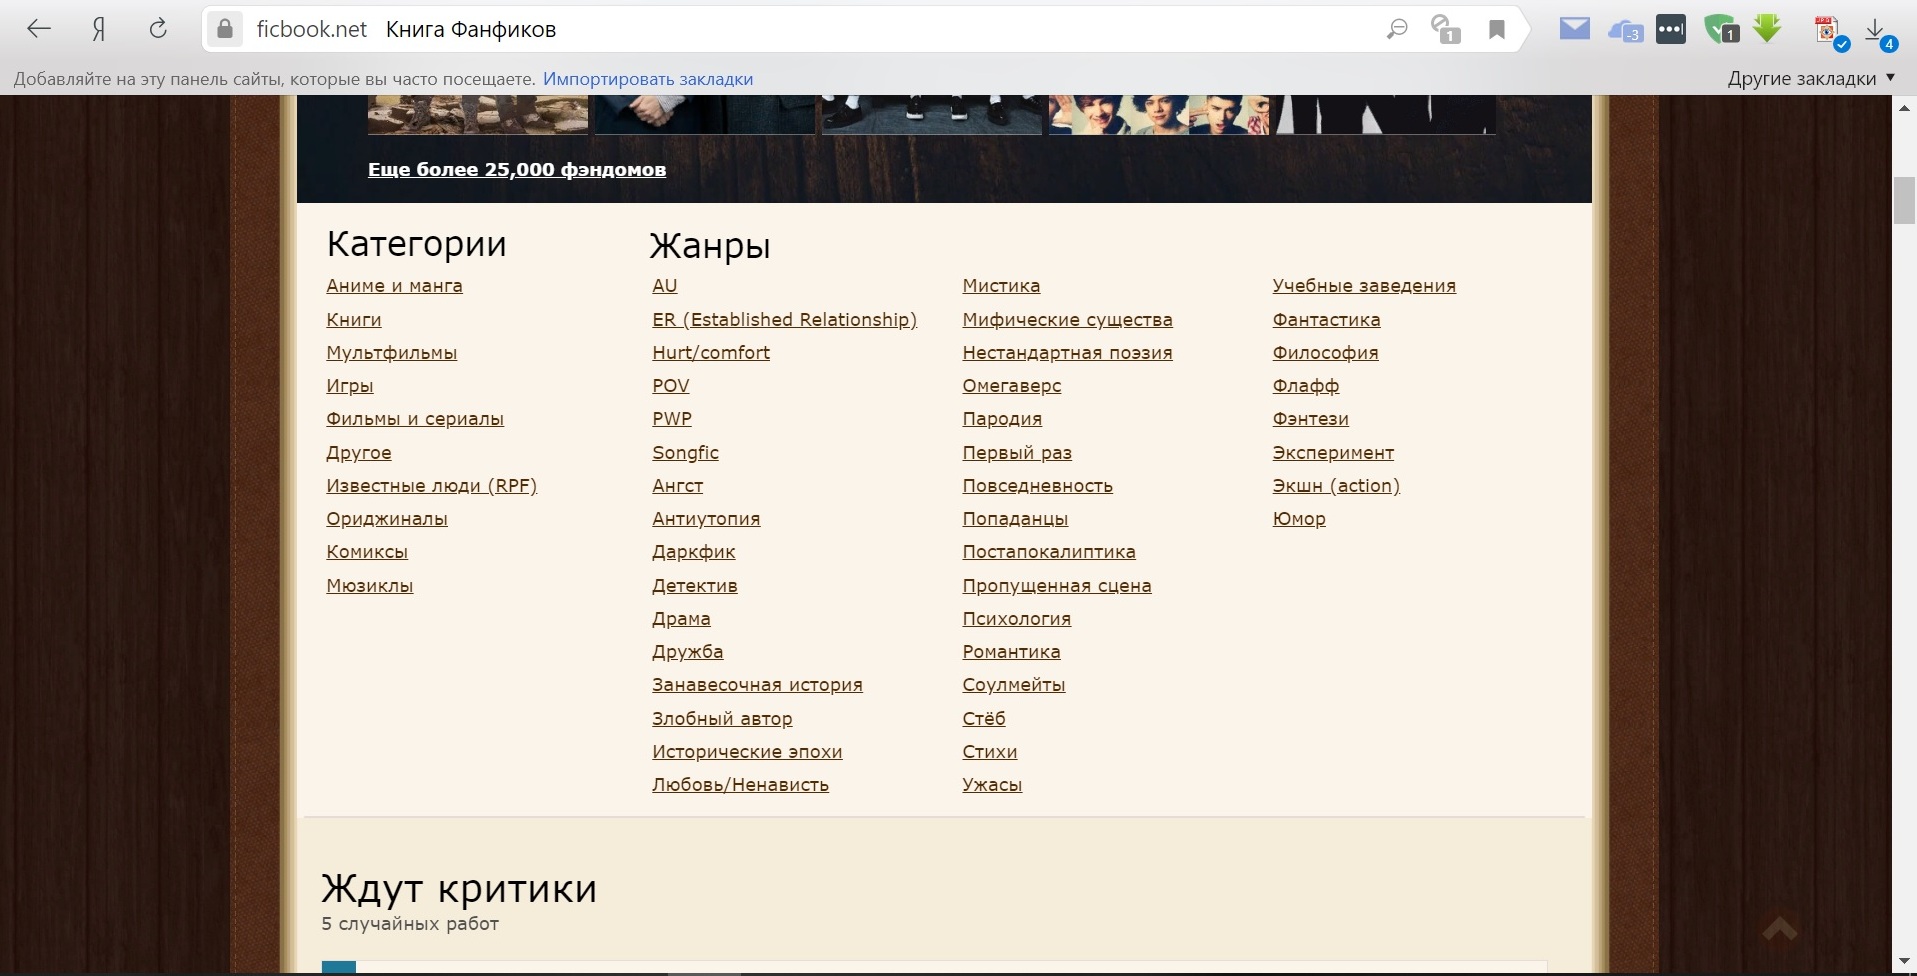 Я
ficbook.net Книга Фанфиков
1
-3
1
4
Добавляйте на эту панель сайты, которые вы часто посещаете. Импортировать закладки
Другие закладки
Еще более 25,000 фэндомов
Категории
Аниме и манга
Книги
Мультфильмы
Игры
Фильмы и сериалы
Другое
Известные люди (RPF)
Ориджиналы
Комиксы
Мюзиклы
Жанры
AU
ER (Established Relationship)
Hurt/comfort
POV
PWP
Songfic
Ангст
Антиутопия
Даркфик
Детектив
Драма
Дружба
Занавесочная история
Злобный автор
Исторические эпохи
Любовь/Ненависть
Мистика
Мифические существа
Нестандартная поэзия
Омегаверс
Пародия
Первый раз
Повседневность
Попаданцы
Постапокалиптика
Пропущенная сцена
Психология
Романтика
Соулмейты
Стёб
Стихи
Ужасы
Учебные заведения
Фантастика
Философия
Флафф
Фэнтези
Эксперимент
Экшн (action)
Юмор
Ждут критики
5 случайных работ